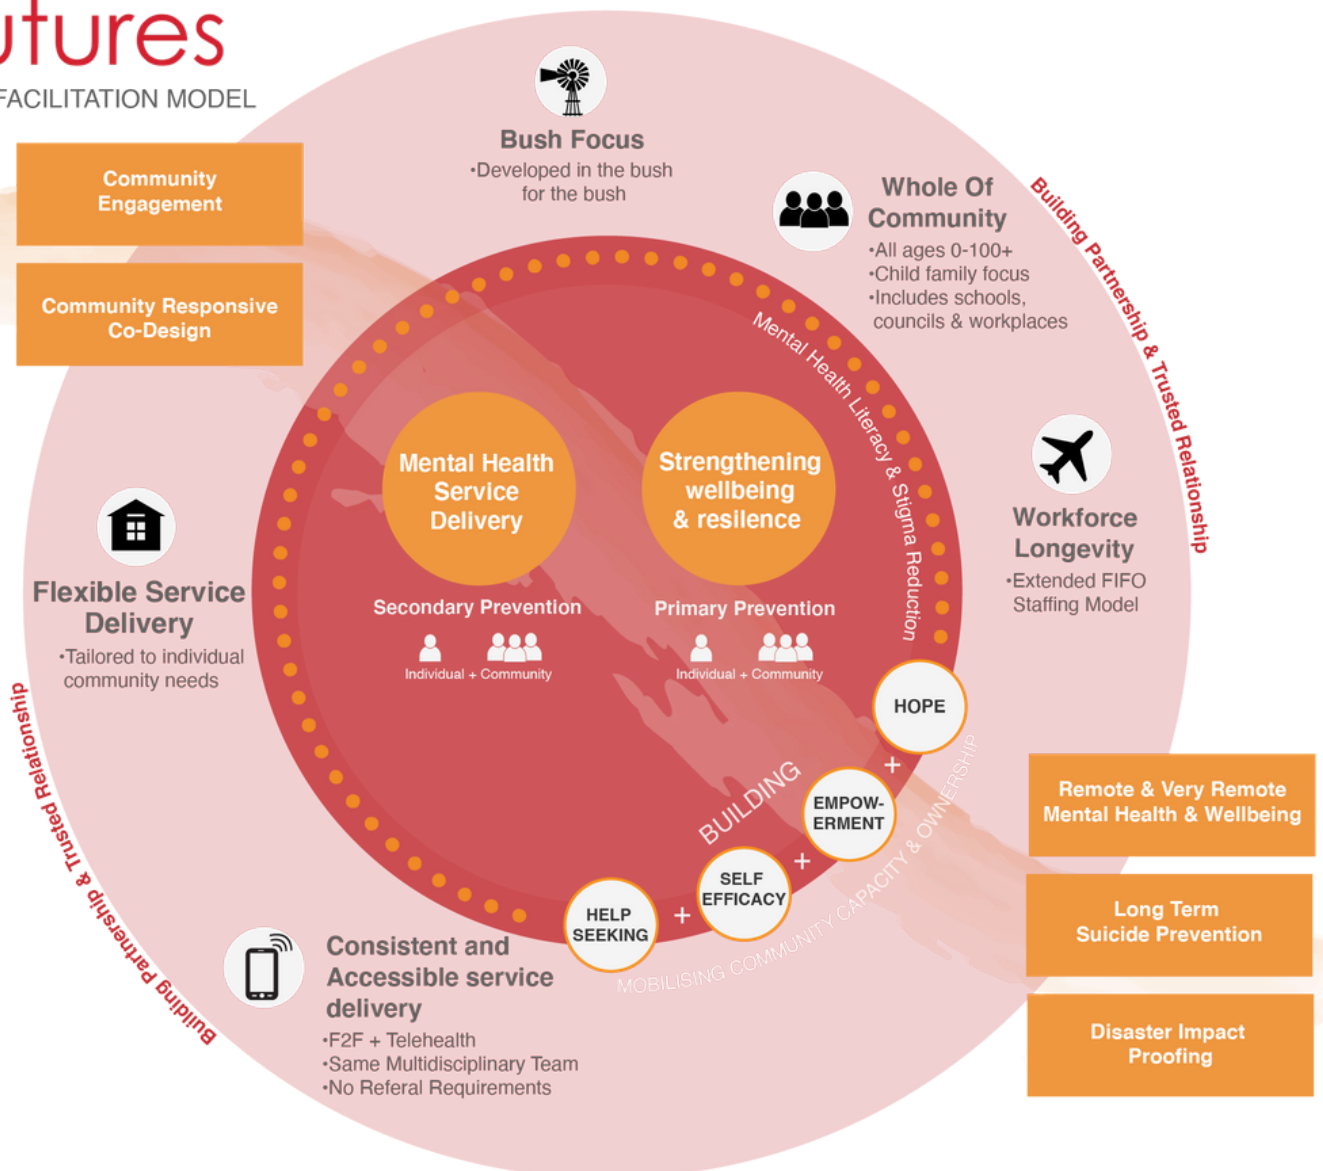 utures
FACILITATION MODEL
Community
Engagement
Community Responsive
Co-Design
Bush Focus
•Developed in the bush
for the bush
Whole Of
Community
•All ages 0-100+
•Child family focus
•Includes schools,
councils & workplaces
Building Partnership & Trusted Relationship
Mental Health Literacy & Stigma Reduction
Workforce
Longevity
•Extended FIFO
Staffing Model
Mental Health
Service
Delivery
Secondary Prevention
Individual + Community
Strengthening
wellbeing
& resilence
Primary Prevention
Individual + Community
Flexible Service
Delivery
•Tailored to individual
community needs
Building Partnership & Trusted Relationship
BUILDING
HELP
SEEKING
+
SELF
EFFICACY
+
EMPOW-
ERMENT
+
HOPE
MOBILISING COMMUNITY CAPACITY & OWNERSHIP
Consistent and
Accessible service
delivery
•F2F + Telehealth
•Same Multidisciplinary Team
•No Referal Requirements
Remote & Very Remote
Mental Health & Wellbeing
Long Term
Suicide Prevention
Disaster Impact
Proofing